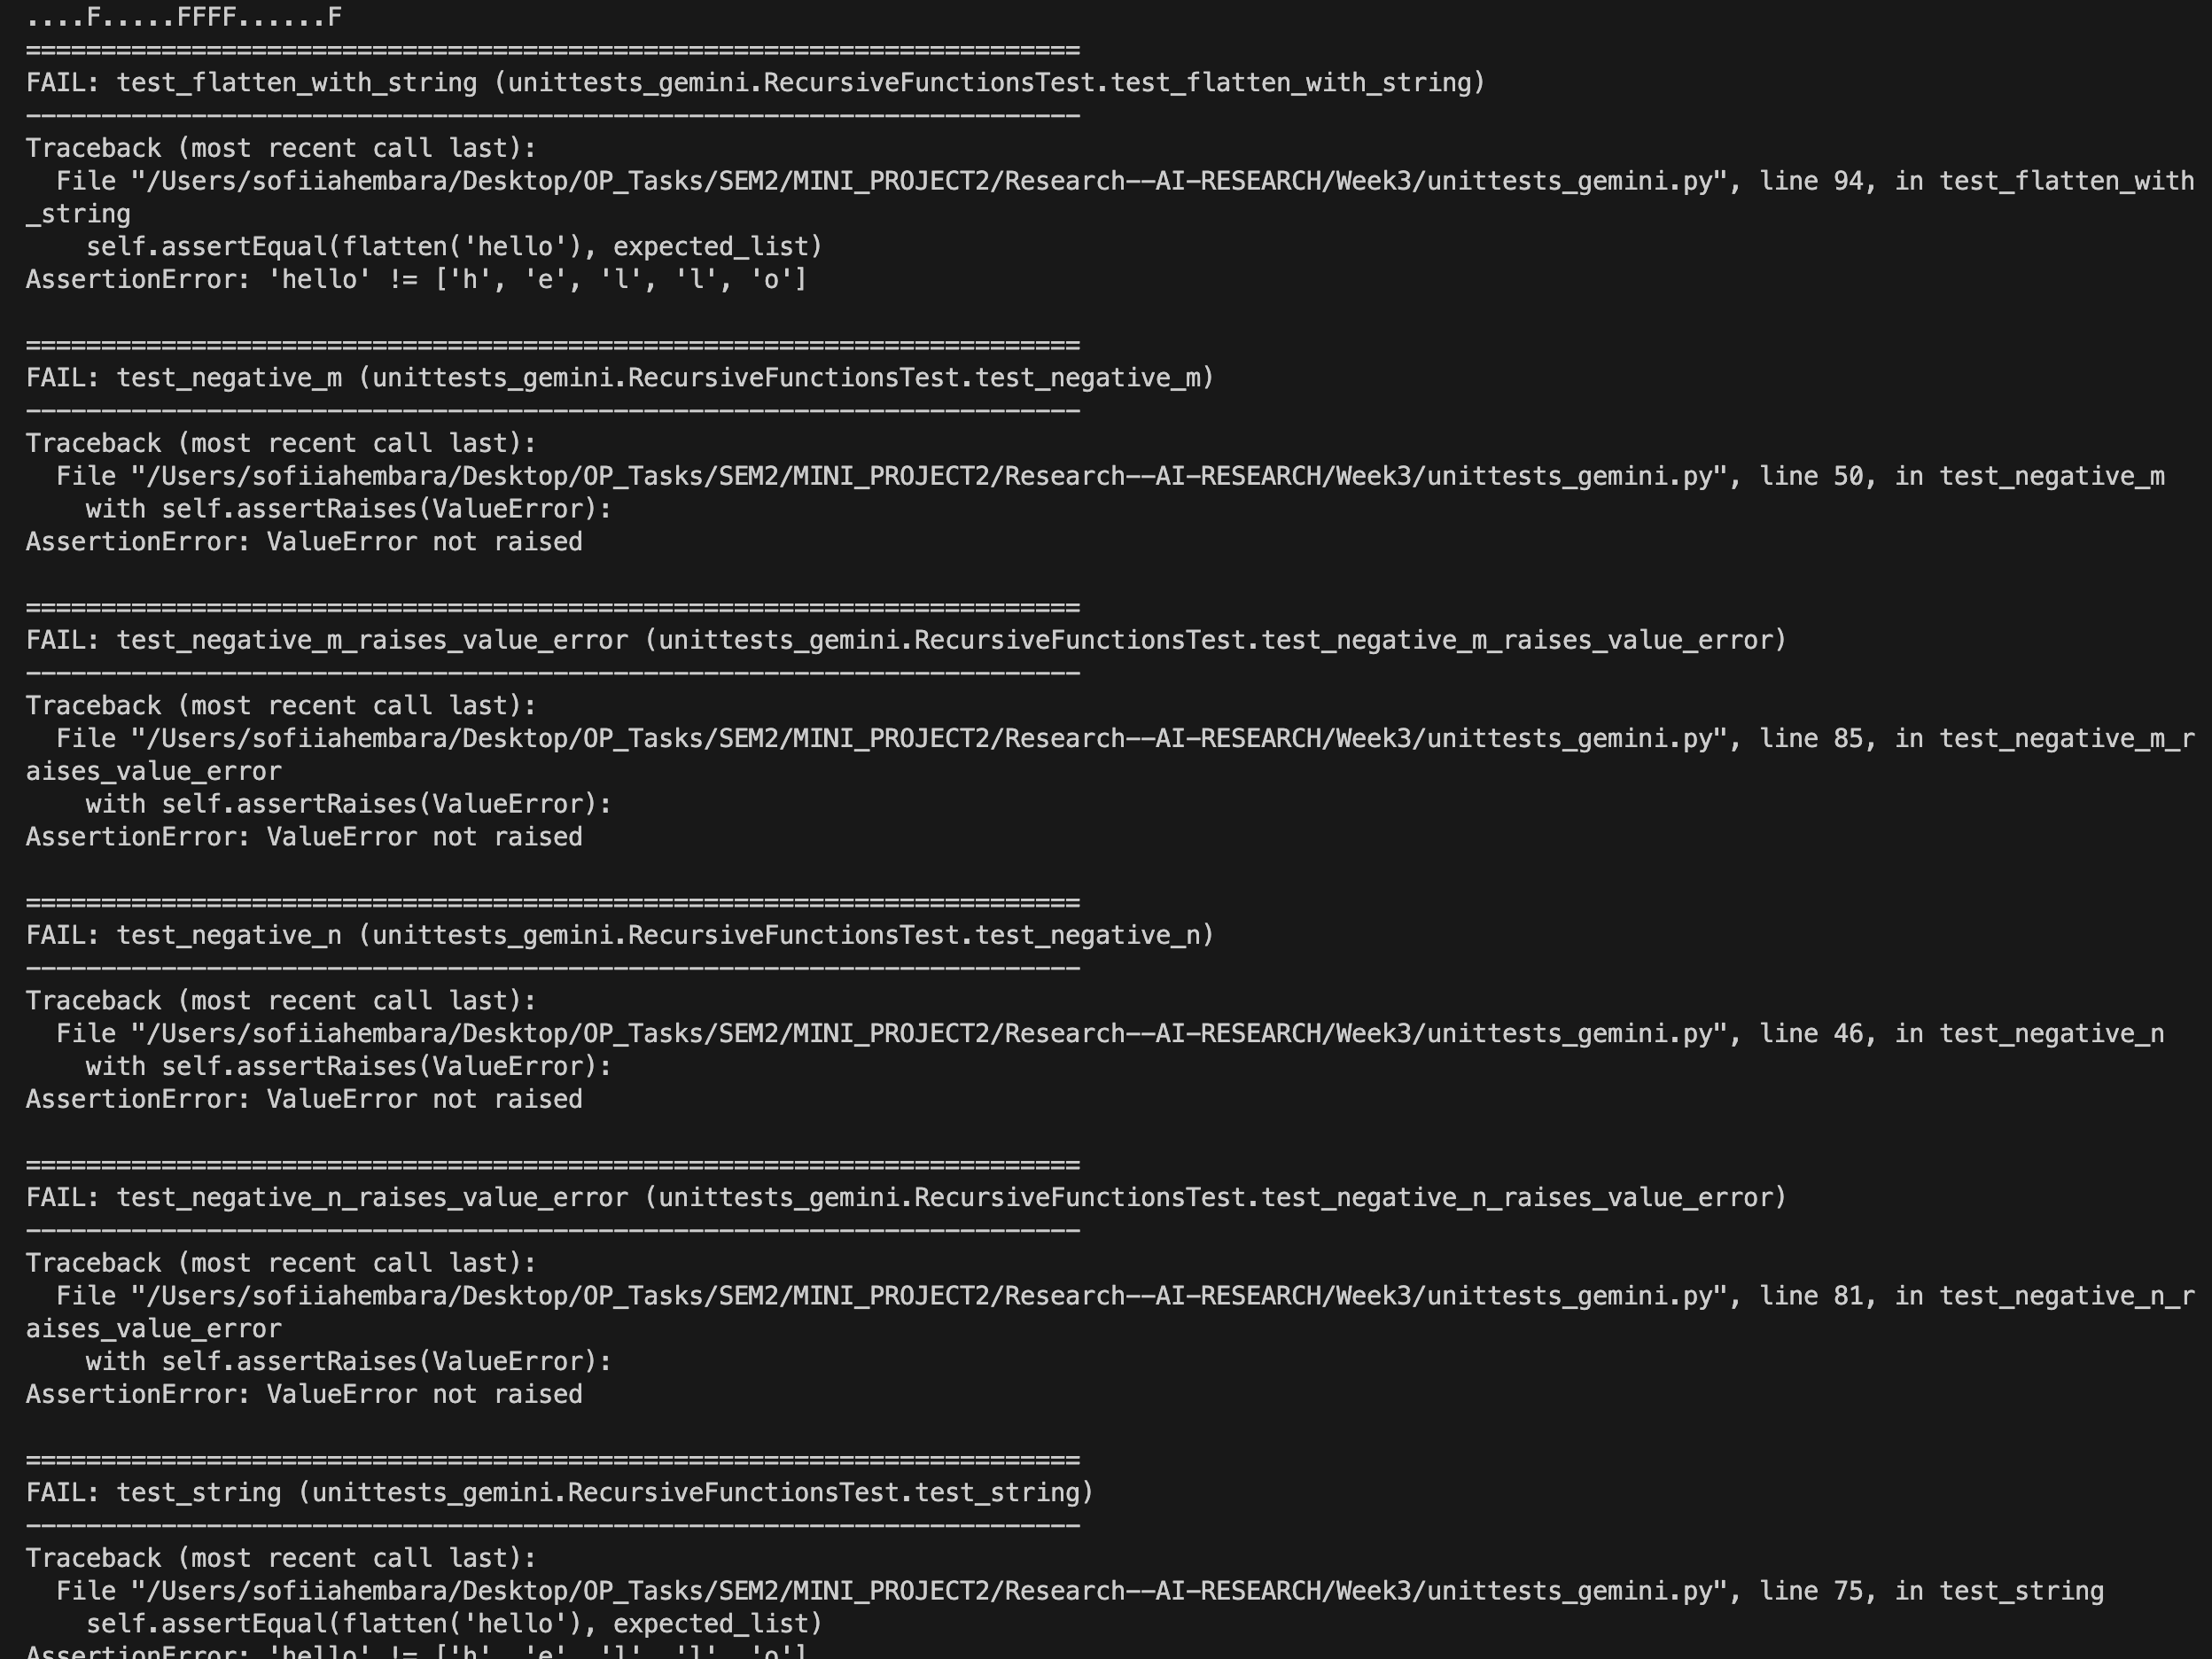 ....F.....FFFF......F
======================================================================
FAIL: test_flatten_with_string (unittests_gemini.RecursiveFunctionsTest.test_flatten_with_string)
----------------------------------------------------------------------
Traceback (most recent call last):
  File "/Users/sofiiahembara/Desktop/OP_Tasks/SEM2/MINI_PROJECT2/Research--AI-RESEARCH/Week3/unittests_gemini.py", line 94, in test_flatten_with
_string
    self.assertEqual(flatten('hello'), expected_list)
AssertionError: 'hello' != ['h', 'e', 'l', 'l', 'o']

======================================================================
FAIL: test_negative_m (unittests_gemini.RecursiveFunctionsTest.test_negative_m)
----------------------------------------------------------------------
Traceback (most recent call last):
  File "/Users/sofiiahembara/Desktop/OP_Tasks/SEM2/MINI_PROJECT2/Research--AI-RESEARCH/Week3/unittests_gemini.py", line 50, in test_negative_m
    with self.assertRaises(ValueError):
AssertionError: ValueError not raised

======================================================================
FAIL: test_negative_m_raises_value_error (unittests_gemini.RecursiveFunctionsTest.test_negative_m_raises_value_error)
----------------------------------------------------------------------
Traceback (most recent call last):
  File "/Users/sofiiahembara/Desktop/OP_Tasks/SEM2/MINI_PROJECT2/Research--AI-RESEARCH/Week3/unittests_gemini.py", line 85, in test_negative_m_r
aises_value_error
    with self.assertRaises(ValueError):
AssertionError: ValueError not raised

======================================================================
FAIL: test_negative_n (unittests_gemini.RecursiveFunctionsTest.test_negative_n)
----------------------------------------------------------------------
Traceback (most recent call last):
  File "/Users/sofiiahembara/Desktop/OP_Tasks/SEM2/MINI_PROJECT2/Research--AI-RESEARCH/Week3/unittests_gemini.py", line 46, in test_negative_n
    with self.assertRaises(ValueError):
AssertionError: ValueError not raised

======================================================================
FAIL: test_negative_n_raises_value_error (unittests_gemini.RecursiveFunctionsTest.test_negative_n_raises_value_error)
----------------------------------------------------------------------
Traceback (most recent call last):
  File "/Users/sofiiahembara/Desktop/OP_Tasks/SEM2/MINI_PROJECT2/Research--AI-RESEARCH/Week3/unittests_gemini.py", line 81, in test_negative_n_r
aises_value_error
    with self.assertRaises(ValueError):
AssertionError: ValueError not raised

======================================================================
FAIL: test_string (unittests_gemini.RecursiveFunctionsTest.test_string)
----------------------------------------------------------------------
Traceback (most recent call last):
  File "/Users/sofiiahembara/Desktop/OP_Tasks/SEM2/MINI_PROJECT2/Research--AI-RESEARCH/Week3/unittests_gemini.py", line 75, in test_string
    self.assertEqual(flatten('hello'), expected_list)
AssertionError: 'hello' != ['h', 'e', 'l', 'l', 'o']